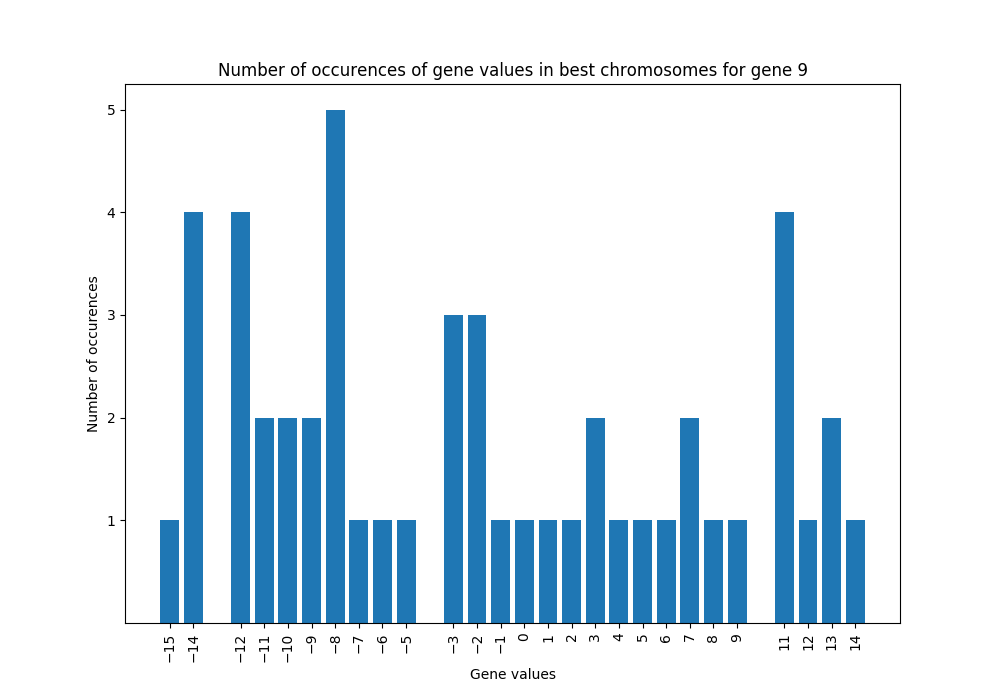 Number of occurences of gene values in best chromosomes for gene 9
5
4
3
2
1
Number of occurences
−15 −14 −12 −11 −10 −9 −8 −7 −6 −5 −3 −2 −1 0 1 2 3 4 5 6 7 8 9 11 12 13 14
Gene values